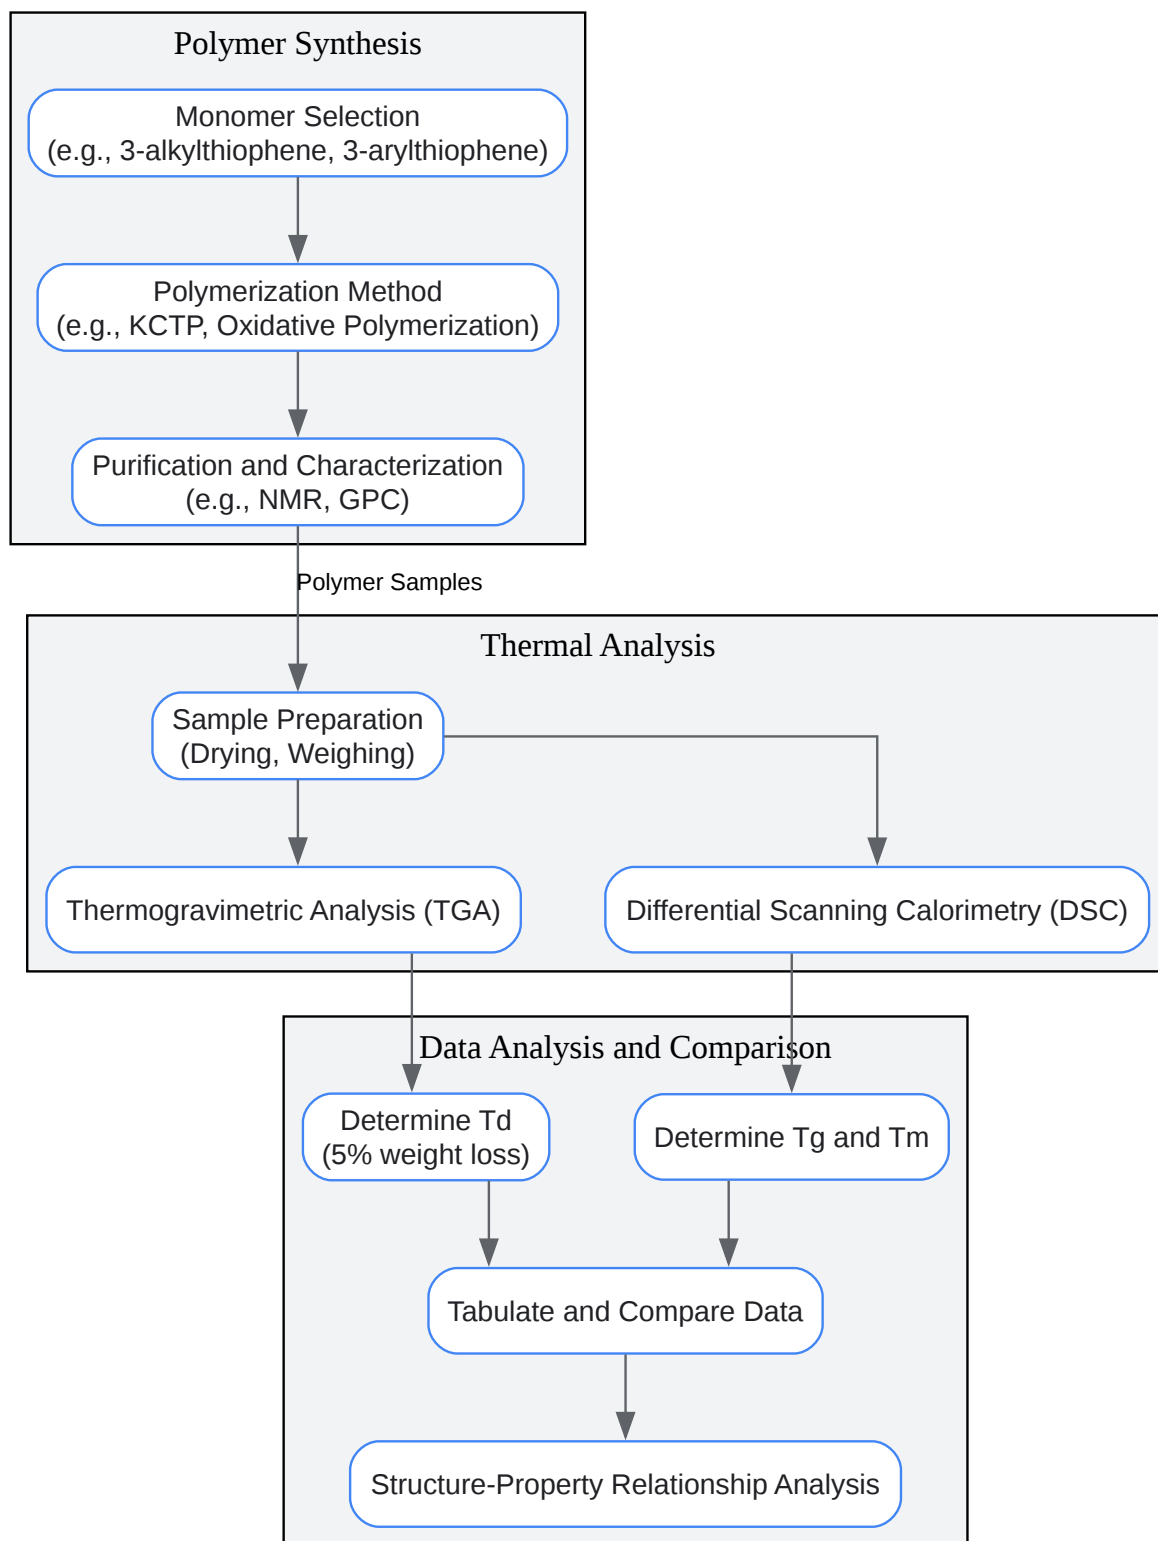 Polymer Synthesis
Monomer Selection
(e.g., 3-alkylthiophene, 3-arylthiophene)
Polymerization Method
(e.g., KCTP, Oxidative Polymerization)
Purification and Characterization
(e.g., NMR, GPC)
Polymer Samples
Thermal Analysis
Sample Preparation
(Drying, Weighing)
Thermogravimetric Analysis (TGA)
Differential Scanning Calorimetry (DSC)
Data Analysis and Comparison
Determine Td
(5% weight loss)
Determine Tg and Tm
Tabulate and Compare Data
Structure-Property Relationship Analysis